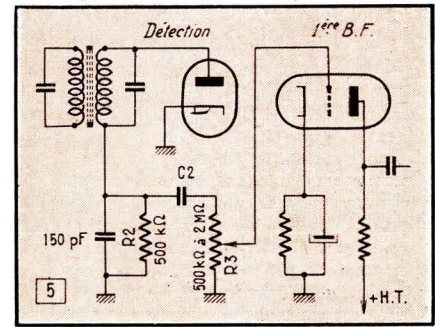 Détection
1ère B.F.
C2
150 pF
R2
500 kΩ
500 kΩ à 2 MΩ
R3
5
+H.T.